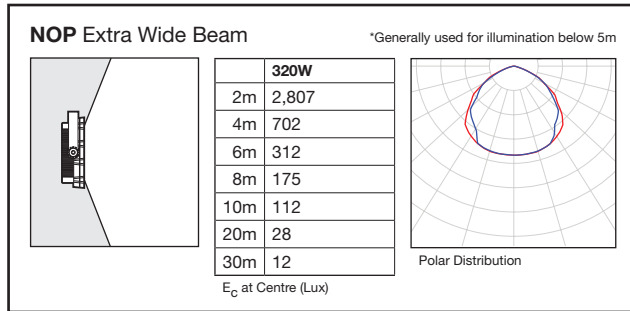 NOP Extra Wide Beam
*Generally used for illumination below 5m
320W
2m 2,807
4m 702
6m 312
8m 175
10m 112
20m 28
30m 12
EC at Centre (Lux)
Polar Distribution